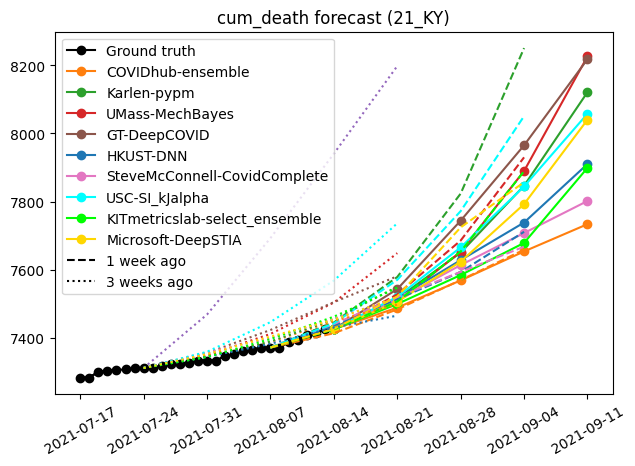 cum_death forecast (21_KY)
8200
8000
7800
7600
7400
Ground truth
COVIDhub-ensemble
Karlen-pypm
UMass-MechBayes
GT-DeepCOVID
HKUST-DNN
SteveMcConnell-CovidComplete
USC-SI_kJalpha
KITmetricslab-select_ensemble
Microsoft-DeepSTIA
1 week ago
3 weeks ago
2021-07-17
2021-07-24
2021-07-31
2021-08-07
2021-08-14
2021-08-21
2021-08-28
2021-09-04
2021-09-11